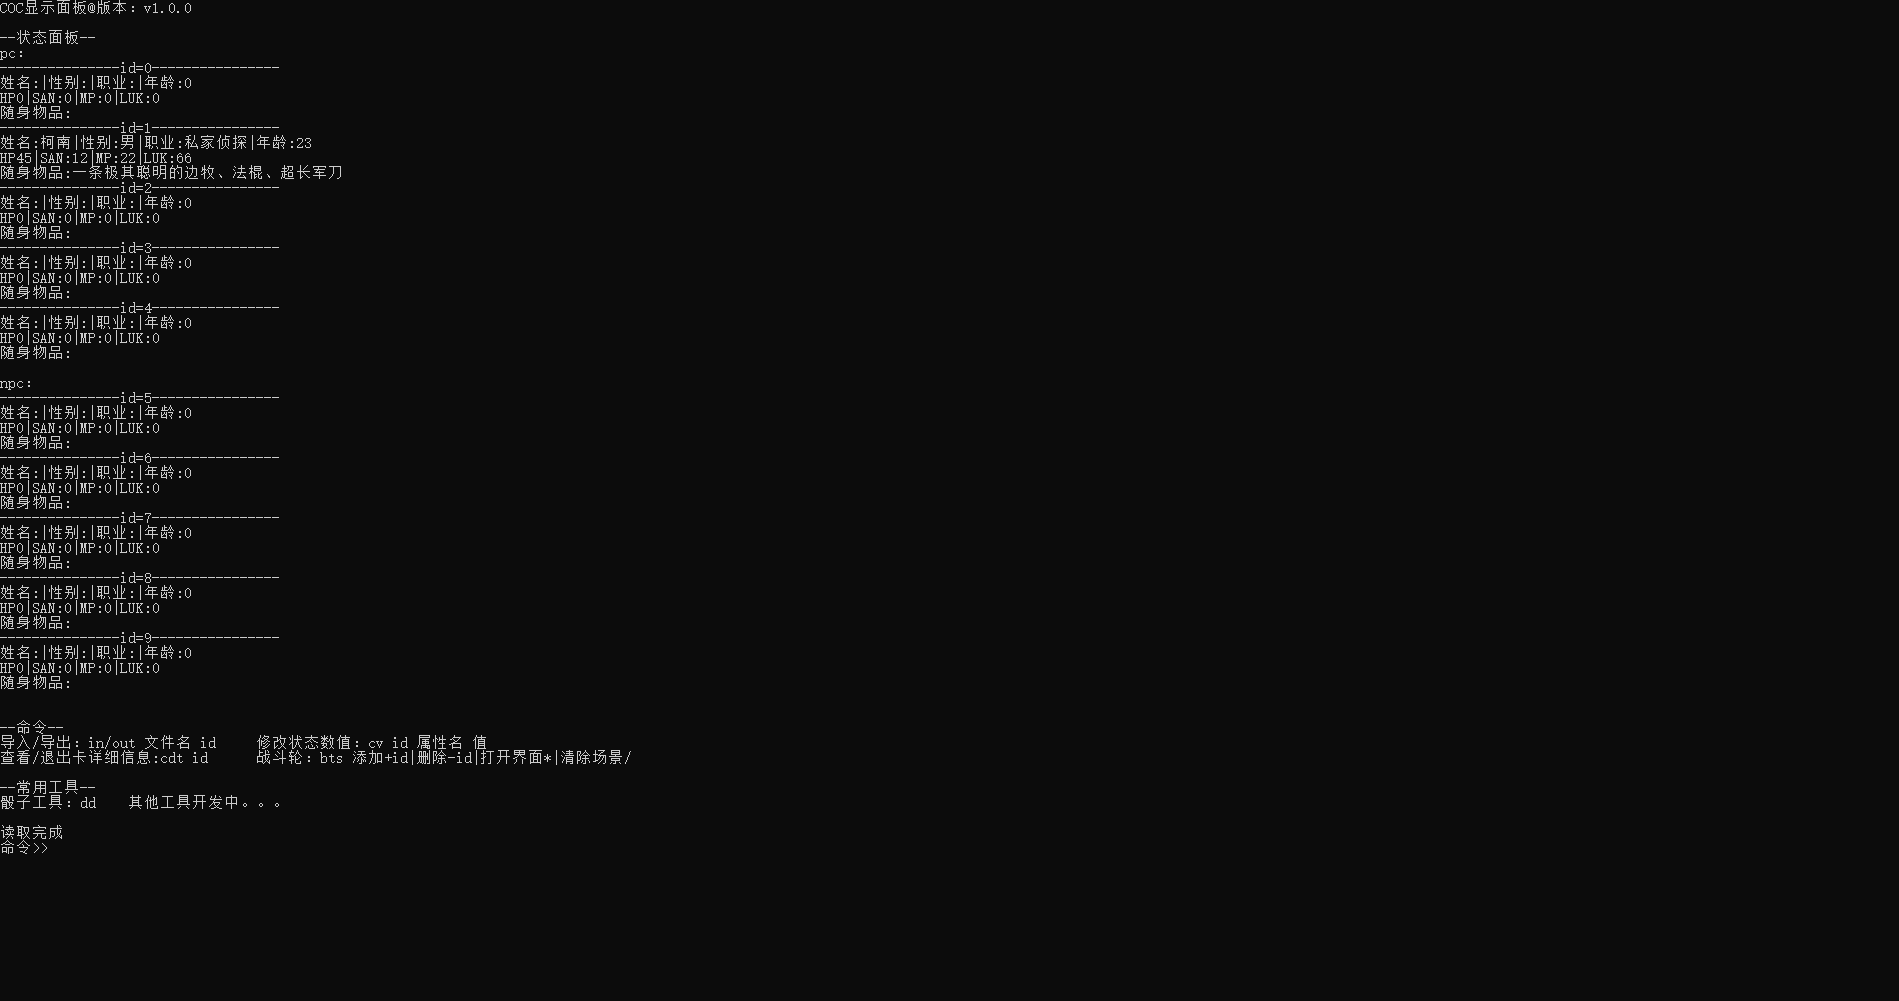 COC显示面板@版本：v1.0.0
--状态面板--
pc:
---------------id=0----------------
姓名:|性别:|职业:|年龄:0
HP0|SAN:0|MP:0|LUK:0
随身物品:
---------------id=1----------------
姓名:柯南|性别:男|职业:私家侦探|年龄:23
HP45|SAN:12|MP:22|LUK:66
随身物品:一条极其聪明的边牧、法棍、超长军刀
---------------id=2----------------
姓名:|性别:|职业:|年龄:0
HP0|SAN:0|MP:0|LUK:0
随身物品:
---------------id=3----------------
姓名:|性别:|职业:|年龄:0
HP0|SAN:0|MP:0|LUK:0
随身物品:
---------------id=4----------------
姓名:|性别:|职业:|年龄:0
HP0|SAN:0|MP:0|LUK:0
随身物品:
npc:
---------------id=5----------------
姓名:|性别:|职业:|年龄:0
HP0|SAN:0|MP:0|LUK:0
随身物品:
---------------id=6----------------
姓名:|性别:|职业:|年龄:0
HP0|SAN:0|MP:0|LUK:0
随身物品:
---------------id=7----------------
姓名:|性别:|职业:|年龄:0
HP0|SAN:0|MP:0|LUK:0
随身物品:
---------------id=8----------------
姓名:|性别:|职业:|年龄:0
HP0|SAN:0|MP:0|LUK:0
随身物品:
---------------id=9----------------
姓名:|性别:|职业:|年龄:0
HP0|SAN:0|MP:0|LUK:0
随身物品:
--命令--
导入/导出：in/out 文件名 id     修改状态数值：cv id 属性名 值
查看/退出卡详细信息:cdt id      战斗轮：bts 添加+id|删除-id|打开界面*|清除场景/
--常用工具--
骰子工具：dd    其他工具开发中。。。
读取完成
命令>>